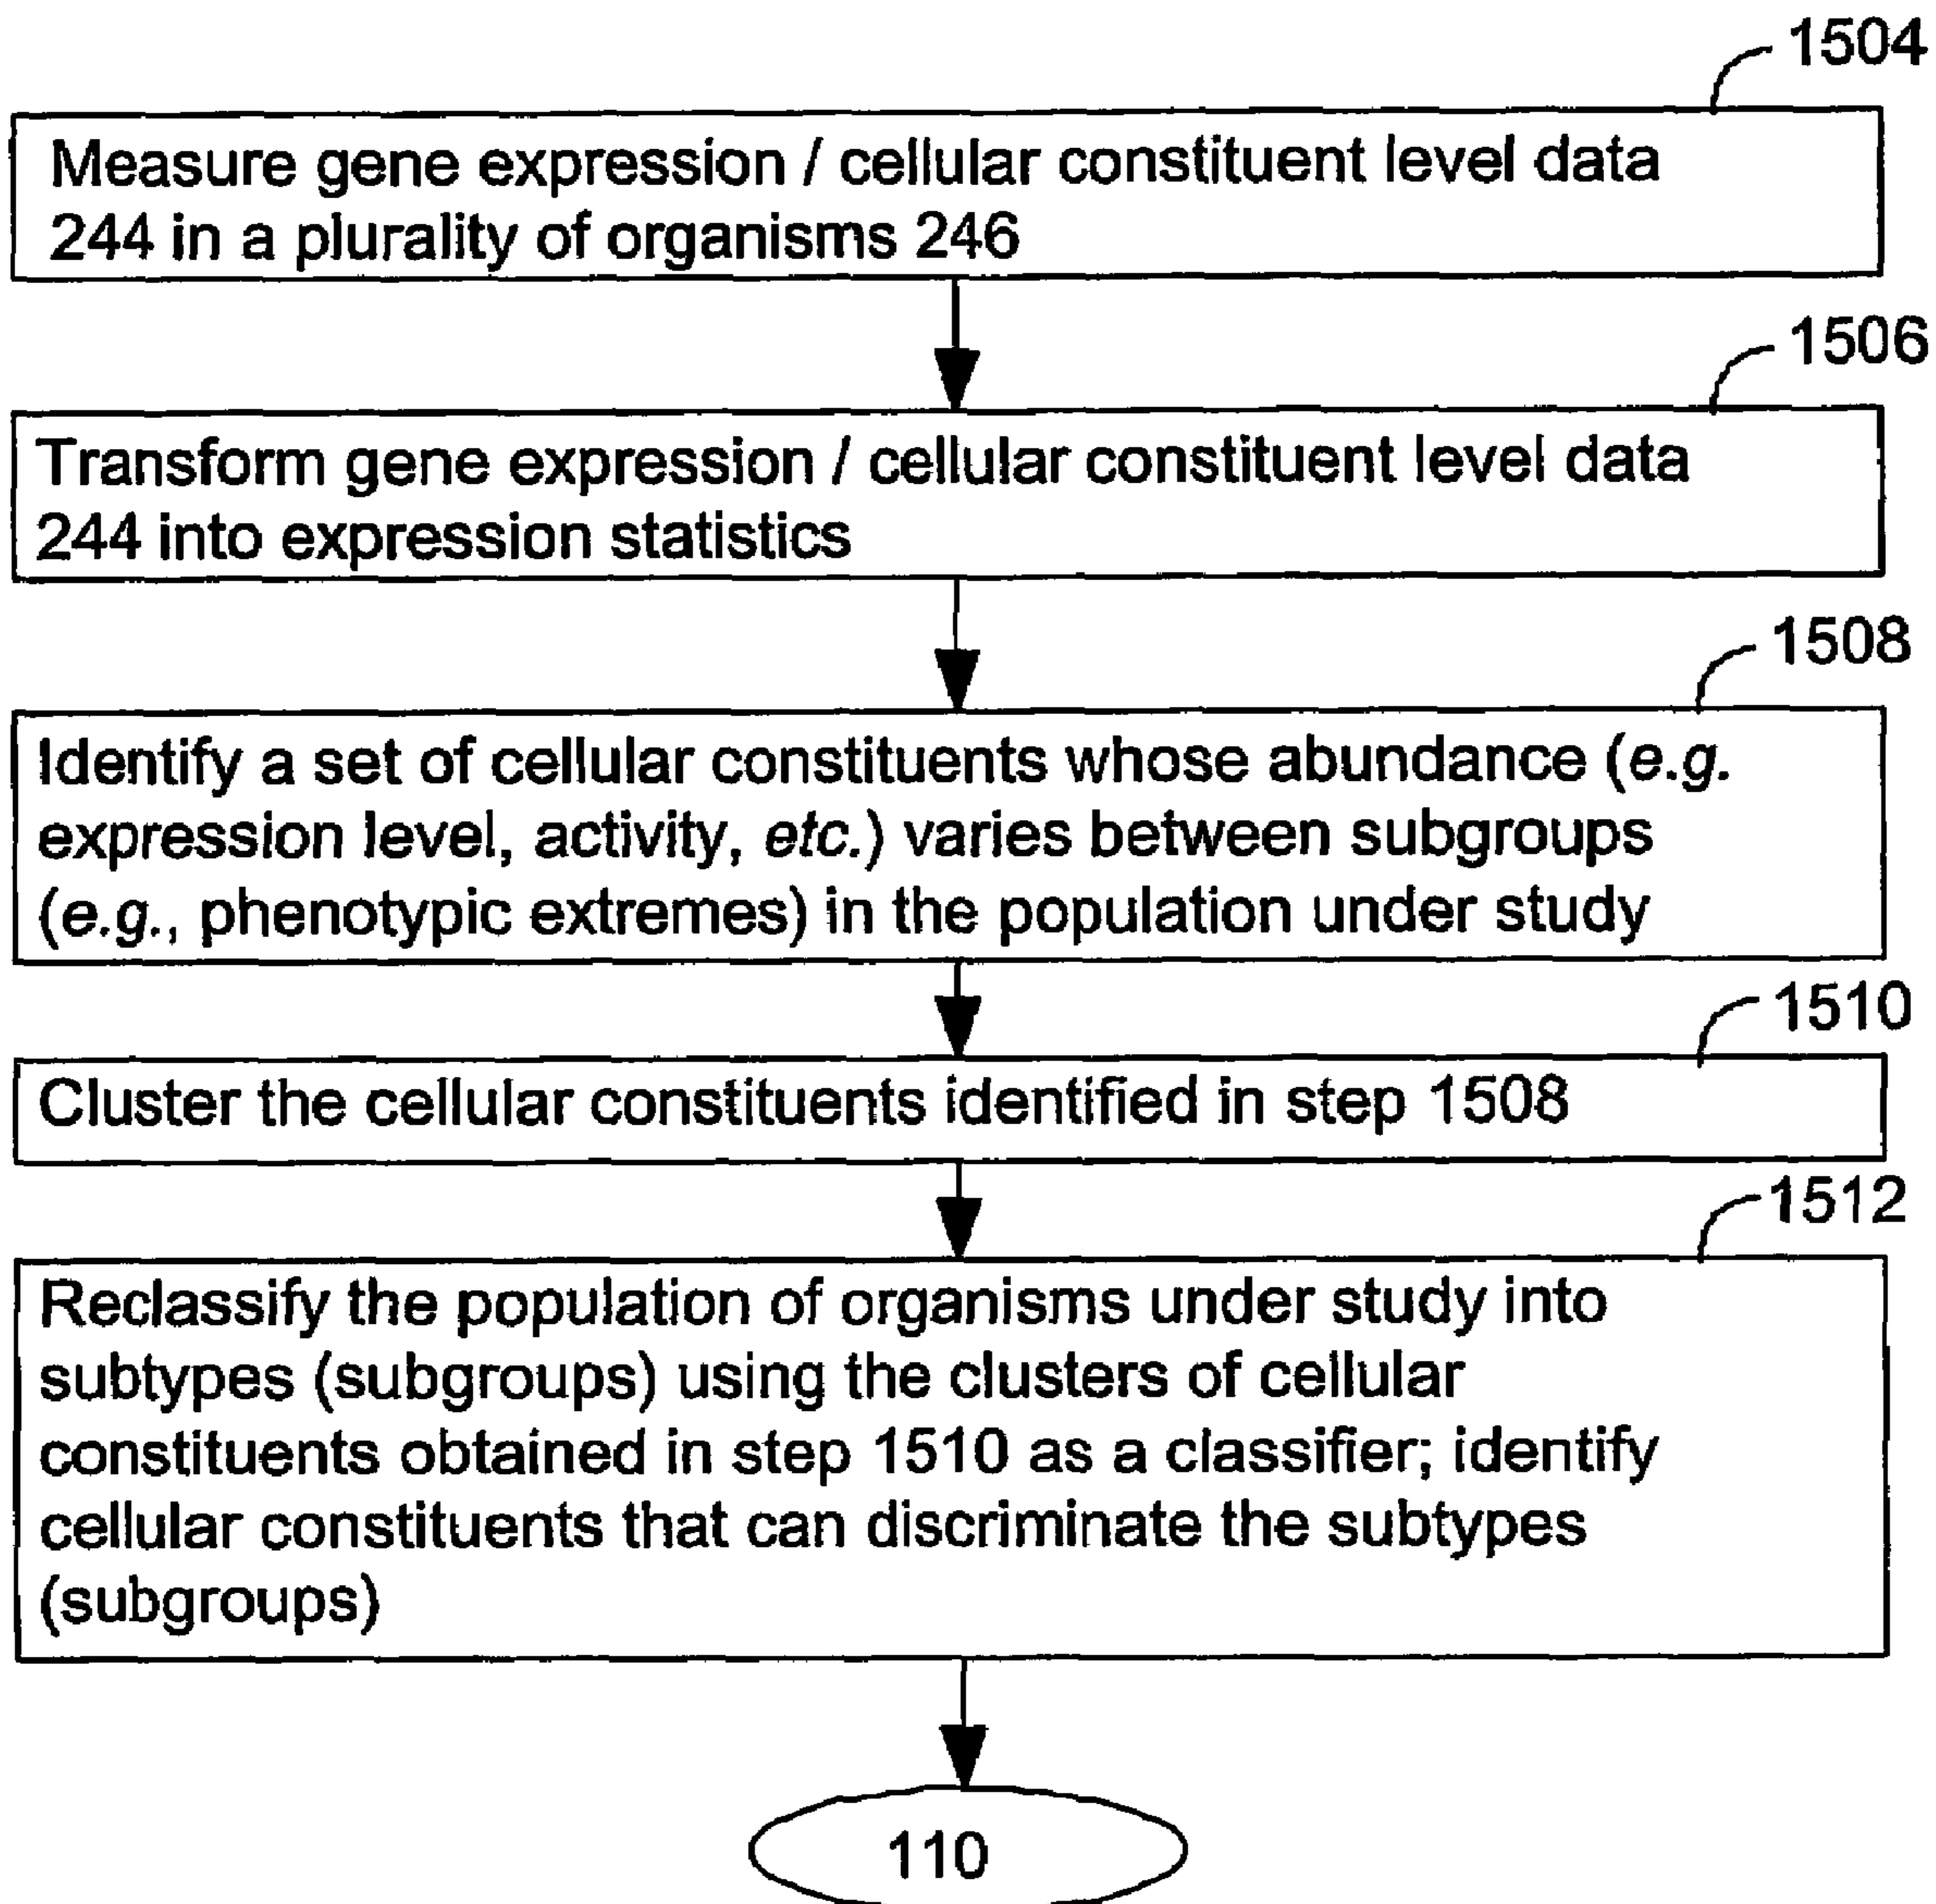 1504
Measure gene expression / cellular constituent level data
244 in a plurality of organisms 246
1506
Transform gene expression / cellular constituent level data
244 into expression statistics
1508
Identify a set of cellular constituents whose abundance (e.g.
expression level, activity, etc.) varies between subgroups
(e.g., phenotypic extremes) in the population under study
1510
Cluster the cellular constituents identified in step 1508
1512
Reclassify the population of organisms under study into
subtypes (subgroups) using the clusters of cellular
constituents obtained in step 1510 as a classifier; identify
cellular constituents that can discriminate the subtypes
(subgroups)
110